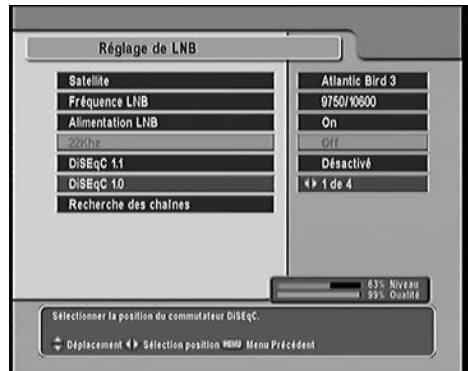 Réglage de LNB
Satellite Atlantic Bird 3
Fréquence LNB 9750/10600
Alimentation LNB On
22Khz Off
DiSEqC 1.1 Désactivé
DiSEqC 1.0 1 de 4
Recherche des chaînes
63% Niveau
99% Qualité
Sélectionner la position du commutateur DiSEqC.
Déplacement Sélection position MENU Menu Précédent